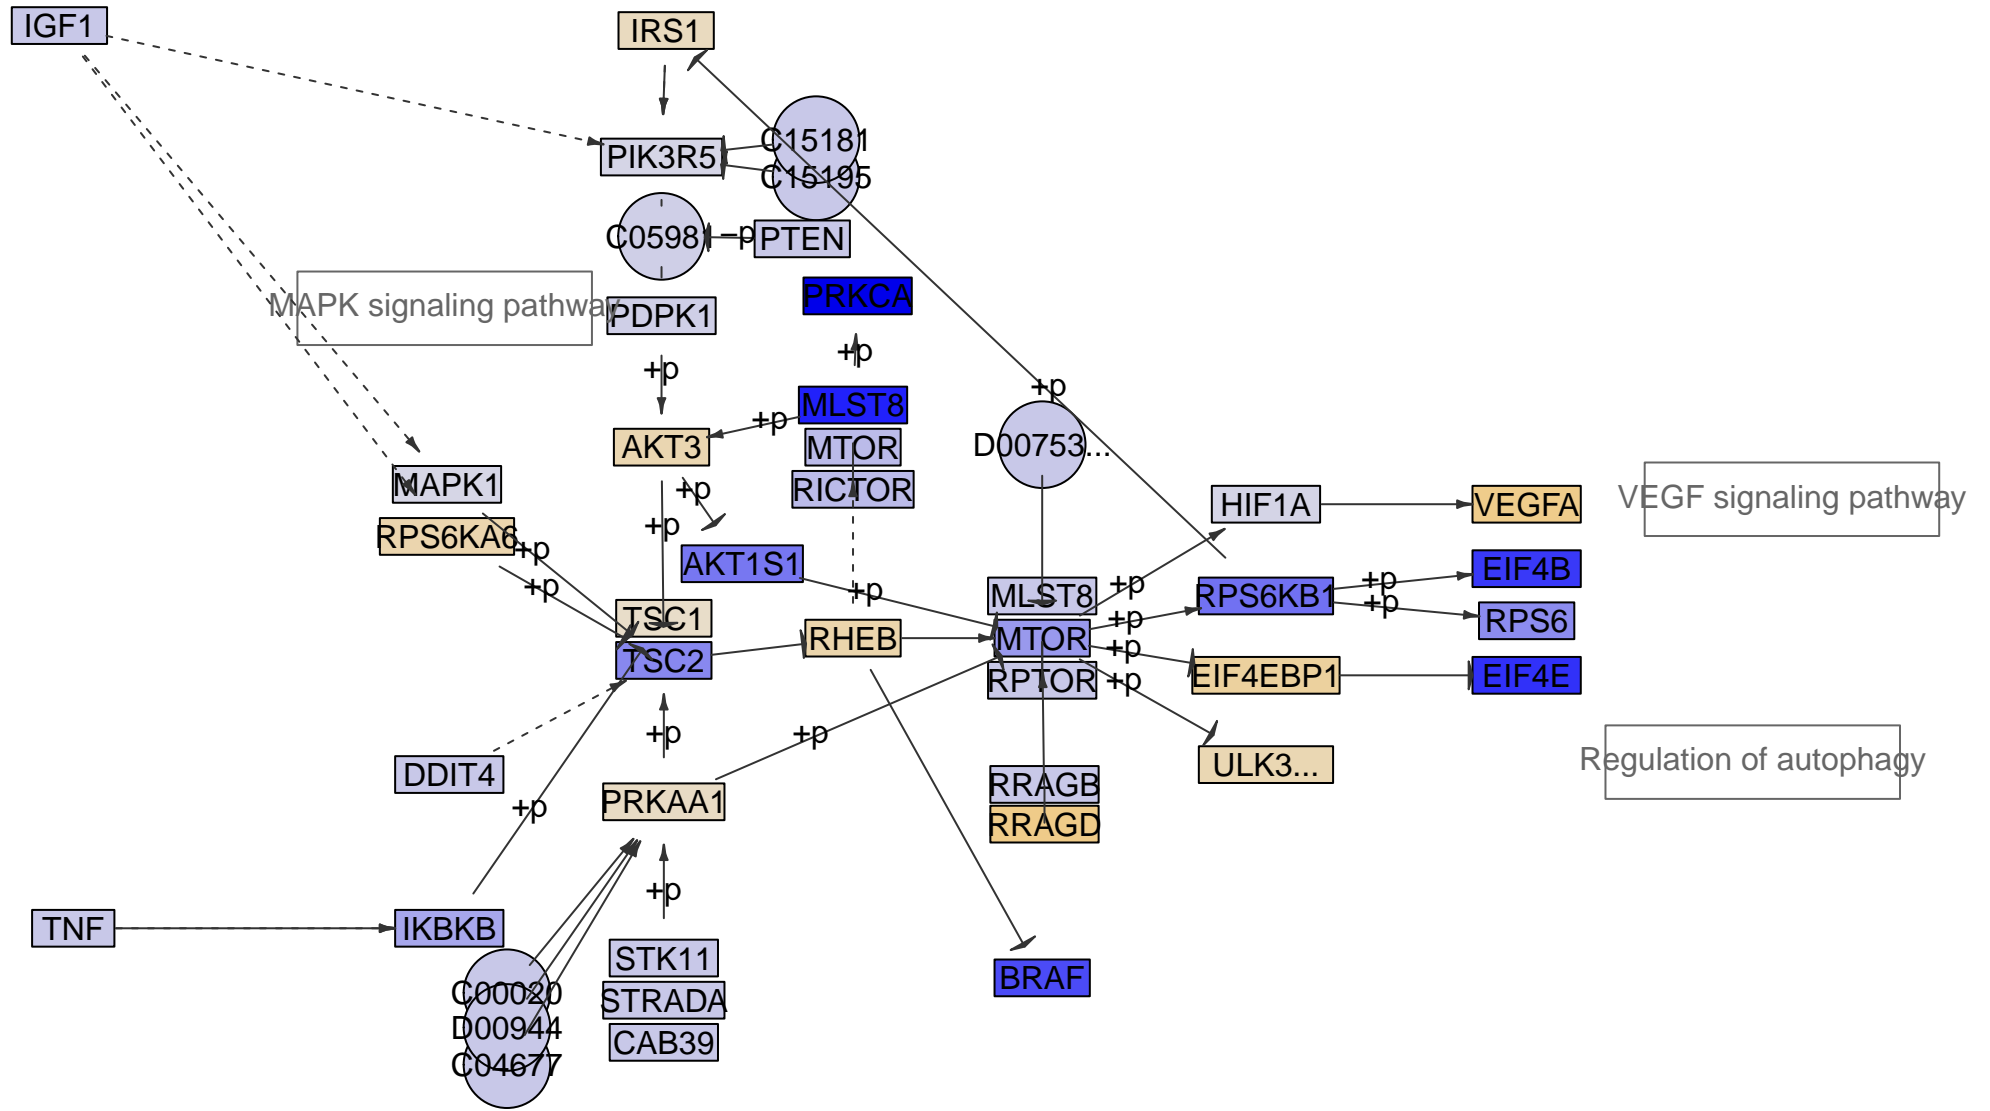 IGF1
IRS1
C15181
PIK3R5
C15195
C0598
-p
PTEN
PRKCA
MAPK signaling pathway
PDPK1
+p
+p
+p
MLST8
+p
AKT3
MTOR
D00753...
MAPK1
+p
RICTOR
HIF1A
VEGFA
VEGF signaling pathway
RPS6KA6
+p
+p
AKT1S1
EIF4B
+p
+p
+p
+p
MLST8
RPS6KB1
+p
TSC1
+p
RPS6
RHEB
MTOR
+p
TSC2
RPTOR
+p
EIF4EBP1
EIF4E
+p
+p
DDIT4
ULK3...
Regulation of autophagy
RRAGB
PRKAA1
+p
RRAGD
+p
TNF
IKBKB
STK11
BRAF
C00020
STRADA
D00944
CAB39
C04677